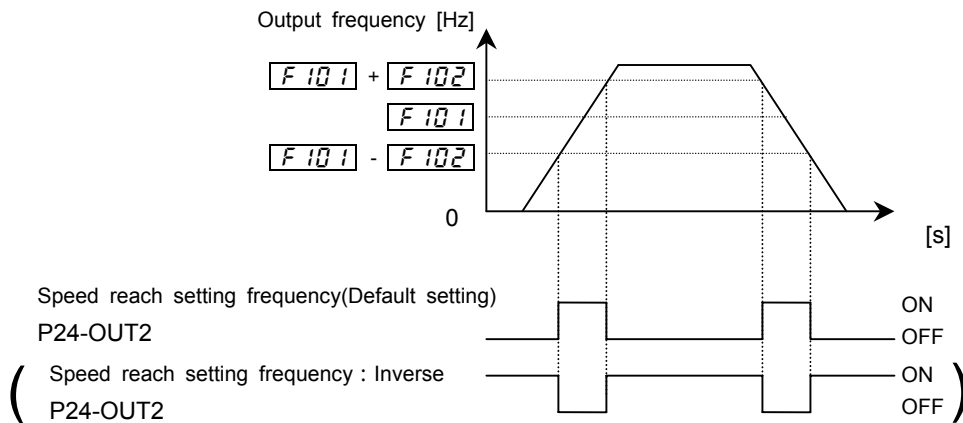 Output frequency [Hz]
F101 + F102
F101
F101 - F102
0
[s]
Speed reach setting frequency(Default setting)
P24-OUT2
ON
OFF
( Speed reach setting frequency : Inverse
P24-OUT2
ON
OFF )